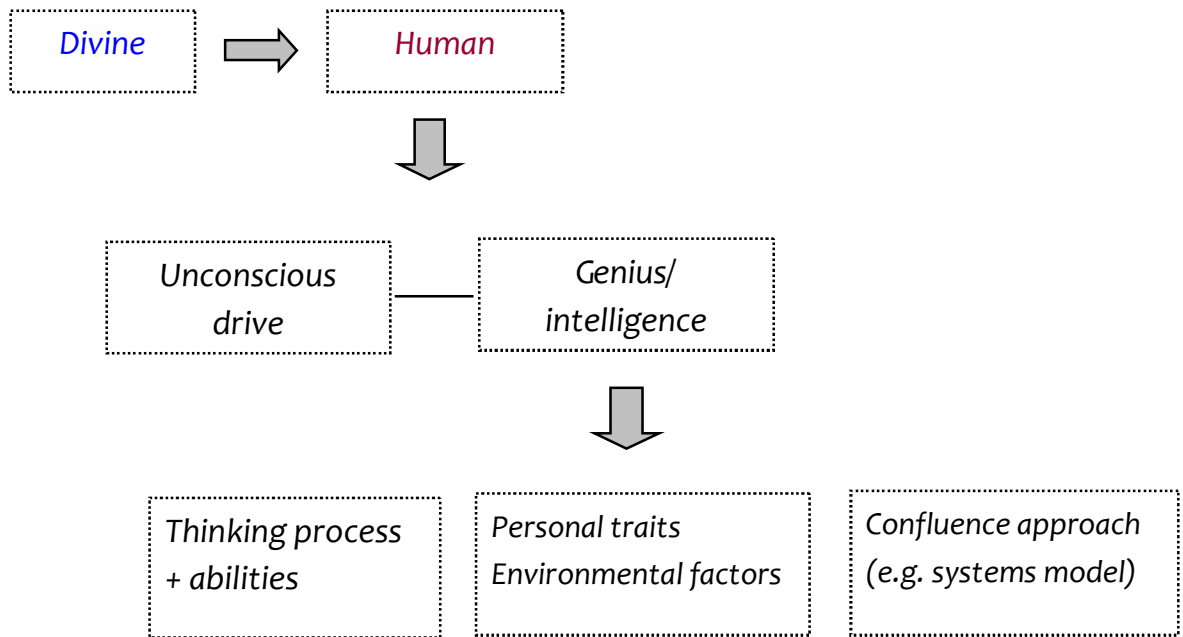 Divine
Human
Unconscious
drive
Genius/
intelligence
Thinking process
+ abilities
Personal traits
Environmental factors
Confluence approach
(e.g. systems model)